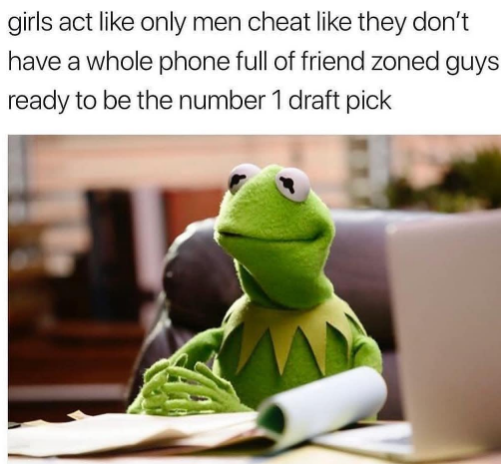 girls act like only men cheat like they don't
have a whole phone full of friend zoned guys
ready to be the number 1 draft pick